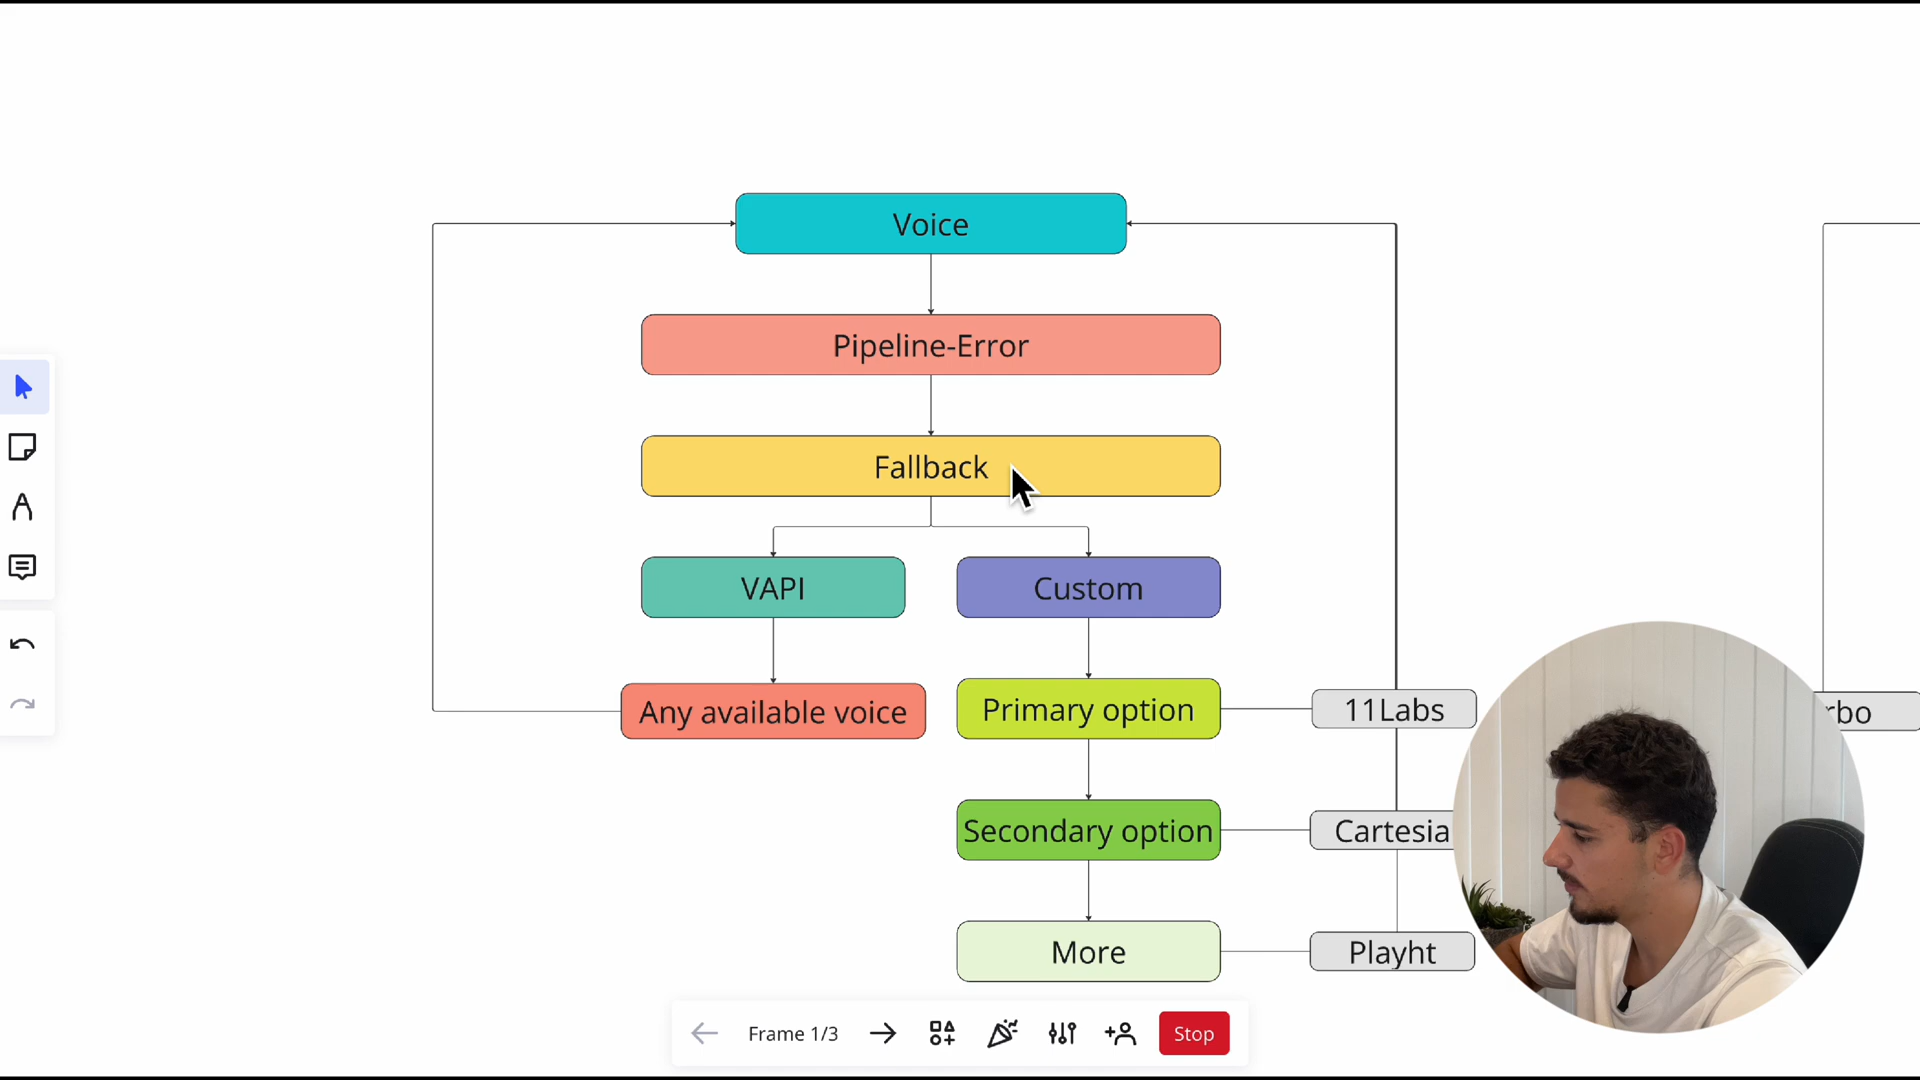 Voice
Pipeline-Error
Fallback
VAPI
Custom
Any available voice
Primary option
11Labs
rbo
Secondary option
Cartesia
More
Playht
Frame 1/3
Stop